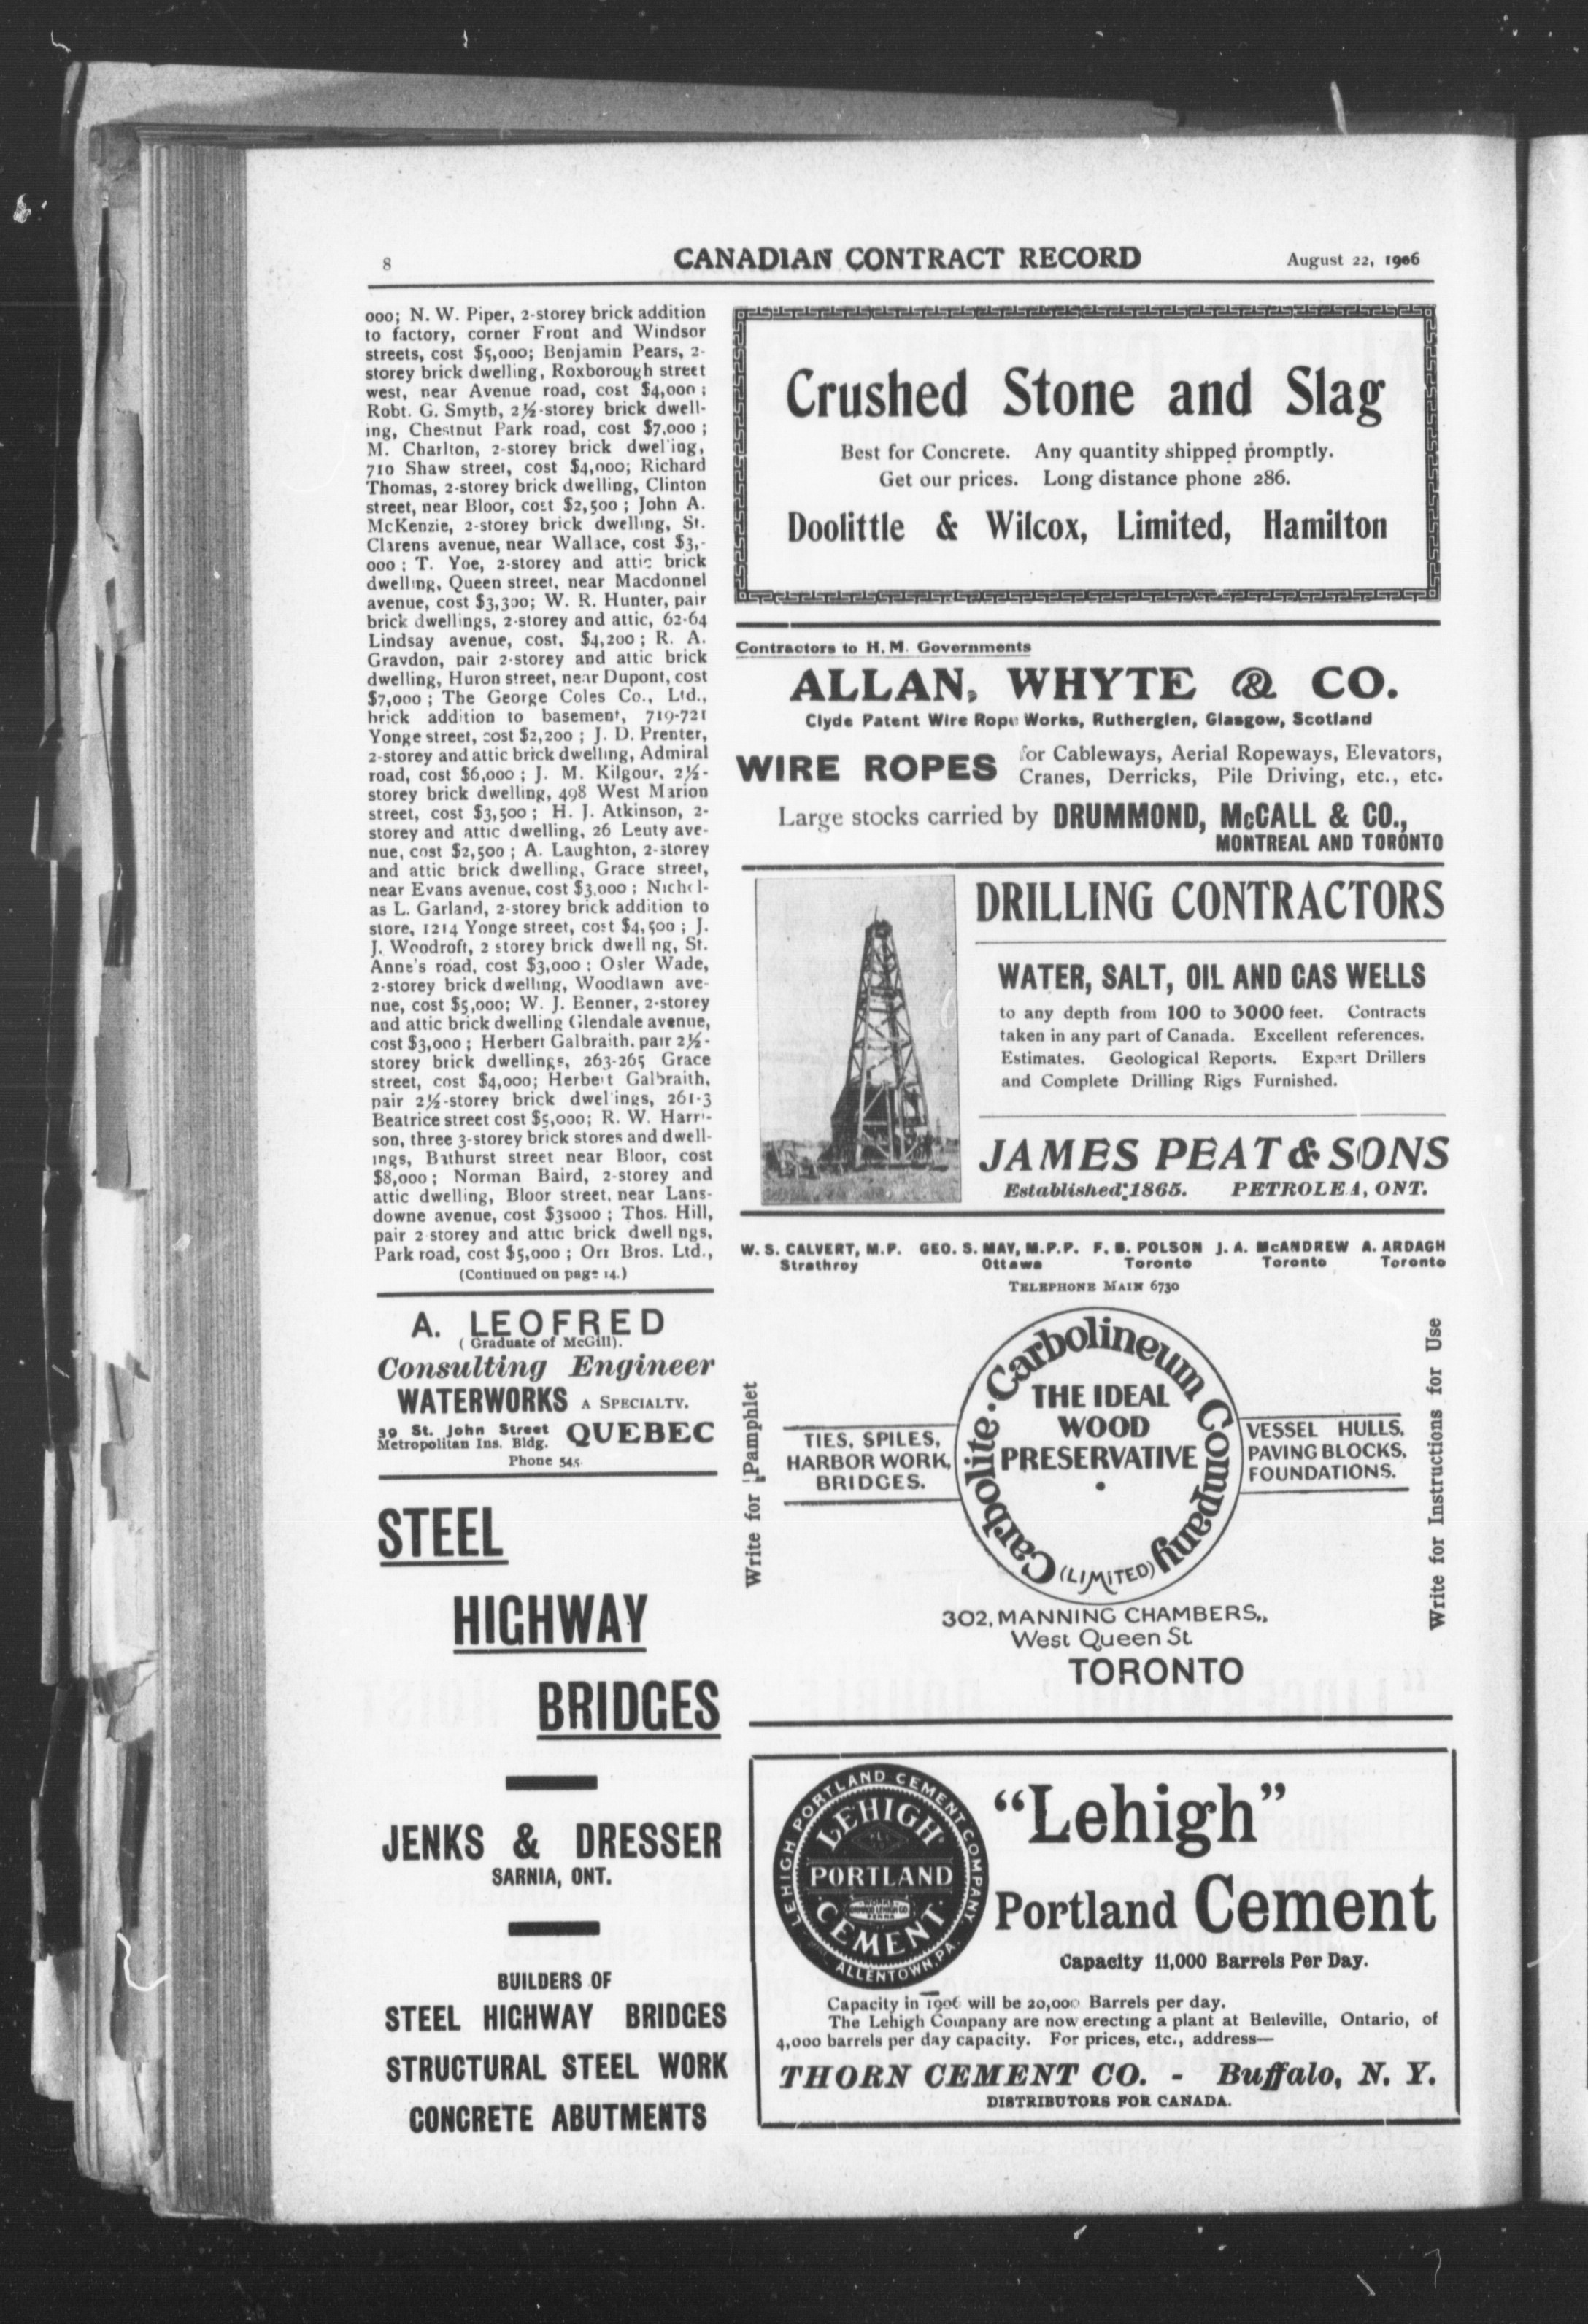 8
CANADIAN CONTRACT RECORD
August 22, 1906
000; N. W. Piper, 2-storey brick addition
to factory, corner Front and Windsor
streets, cost $5,000; Benjamin Pears, 2-
storey brick dwelling, Roxborough street
west, near Avenue road, cost $4,000;
Robt. G. Smyth, 2½-storey brick dwell-
ing, Chestnut Park road, cost $7,000;
M. Charlton, 2-storey brick dwel'ing,
710 Shaw street, cost $4,000; Richard
Thomas, 2-storey brick dwelling, Clinton
street, near Bloor, cost $2,500; John A.
McKenzie, 2-storey brick dwelling, St.
Clarens avenue, near Wallace, cost $3,-
000; T. Yoe, 2-storey and attic brick
dwelling, Queen street, near Macdonnel
avenue, cost $3,300; W. R. Hunter, pair
brick dwellings, 2-storey and attic, 62-64
Lindsay avenue, cost, $4,200; R. A.
Gravdon, pair 2-storey and attic brick
dwelling, Huron street, near Dupont, cost
$7,000; The George Coles Co., Ltd.,
brick addition to basement, 719-721
Yonge street, cost $2,200; J. D. Prenter,
2-storey and attic brick dwelling, Admiral
road, cost $6,000; J. M. Kilgour, 2½-
storey brick dwelling, 498 West Marion
street, cost $3,500; H. J. Atkinson, 2-
storey and attic dwelling, 26 Leuty ave-
nue, cost $2,500; A. Laughton, 2-storey
and attic brick dwelling, Grace street,
near Evans avenue, cost $3,000; Nichol-
as L. Garland, 2-storey brick addition to
store, 1214 Yonge street, cost $4,500; J.
J. Woodroft, 2 storey brick dwell ng, St.
Anne's road, cost $3,000; Osler Wade,
2-storey brick dwelling, Woodlawn ave-
nue, cost $5,000; W. J. Benner, 2-storey
and attic brick dwelling Glendale avenue,
cost $3,000; Herbert Galbraith, pair 2½-
storey brick dwellings, 263-265 Grace
street, cost $4,000; Herbert Galbraith,
pair 2½-storey brick dwel'ings, 261-3
Beatrice street cost $5,000; R. W. Harri-
son, three 3-storey brick stores and dwell-
ings, Bathurst street near Bloor, cost
$8,000; Norman Baird, 2-storey and
attic dwelling, Bloor street, near Lans-
downe avenue, cost $35000; Thos. Hill,
pair 2 storey and attic brick dwell ngs,
Park road, cost $5,000; Orr Bros. Ltd.,
(Continued on page 14.)
A. LEOFRED
(Graduate of McGill).
Consulting Engineer
WATERWORKS A SPECIALTY.
39 St. John Street
Metropolitan Ins. Bldg.
QUEBEC
Phone 545.
STEEL
HIGHWAY
BRIDGES
JENKS & DRESSER
SARNIA, ONT.
BUILDERS OF
STEEL HIGHWAY BRIDGES
STRUCTURAL STEEL WORK
CONCRETE ABUTMENTS
Crushed Stone and Slag
Best for Concrete. Any quantity shipped promptly.
Get our prices. Long distance phone 286.
Doolittle & Wilcox, Limited, Hamilton
Contractors to H. M. Governments
ALLAN, WHYTE & CO.
Clyde Patent Wire Rope Works, Rutherglen, Glasgow, Scotland
WIRE ROPES
for Cableways, Aerial Ropeways, Elevators,
Cranes, Derricks, Pile Driving, etc., etc.
Large stocks carried by DRUMMOND, McCALL & CO.,
MONTREAL AND TORONTO
DRILLING CONTRACTORS
WATER, SALT, OIL AND GAS WELLS
to any depth from 100 to 3000 feet. Contracts
taken in any part of Canada. Excellent references.
Estimates. Geological Reports. Expert Drillers
and Complete Drilling Rigs Furnished.
JAMES PEAT & SONS
Established 1865. PETROLEA, ONT.
W. S. CALVERT, M.P. GEO. S. MAY, M.P.P. F. B. POLSON J. A. McANDREW A. ARDAGH
Strathroy Ottawa Toronto Toronto Toronto
TELEPHONE MAIN 6730
Write for Pamphlet
TIES, SPILES,
HARBOR WORK,
BRIDGES.
Carbolite-Carbolineum Company
(LIMITED)
THE IDEAL
WOOD
PRESERVATIVE
VESSEL HULLS,
PAVING BLOCKS,
FOUNDATIONS.
Write for Instructions for Use
302, MANNING CHAMBERS,
West Queen St.
TORONTO
LEHIGH PORTLAND CEMENT COMPANY.
ALLENTOWN, PA.
LEHIGH
PORTLAND
CEMENT
"Lehigh"
Portland Cement
Capacity 11,000 Barrels Per Day.
Capacity in 1906 will be 20,000 Barrels per day.
The Lehigh Company are now erecting a plant at Belleville, Ontario, of
4,000 barrels per day capacity. For prices, etc., address—
THORN CEMENT CO. - Buffalo, N. Y.
DISTRIBUTORS FOR CANADA.